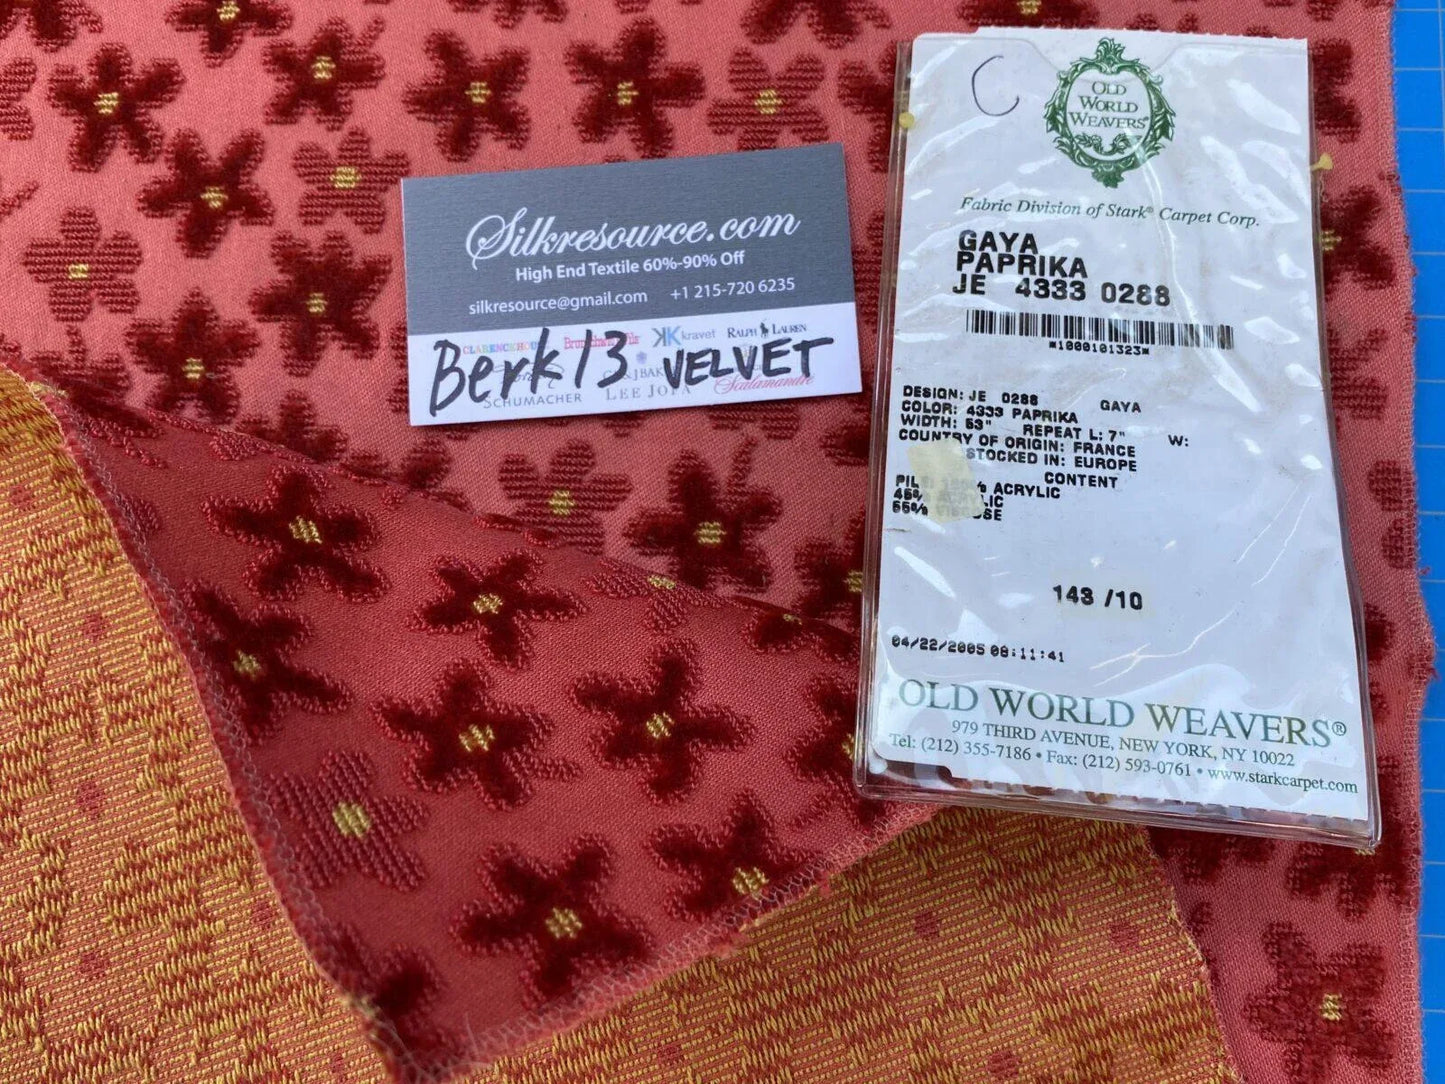 Silkresource.com
High End Textile 60%-90% Off
silkresource@gmail.com +1 215-720 6235
kravet RALPH LAUREN
Berk13 VELVET
SCHUMACHER LEE JOFA Scalamandré
C
OLD
WORLD
WEAVERS®
Fabric Division of Stark® Carpet Corp.
GAYA
PAPRIKA
JE 4333 0288
*1000101323*
DESIGN: JE 0288 GAYA
COLOR: 4333 PAPRIKA
WIDTH: 53" REPEAT L: 7" W:
COUNTRY OF ORIGIN: FRANCE
STOCKED IN: EUROPE
CONTENT
ACRYLIC
143 /10
04/22/2005 08:11:41
OLD WORLD WEAVERS®
979 THIRD AVENUE, NEW YORK, NY 10022
Tel: (212) 355-7186 • Fax: (212) 593-0761 • www.starkcarpet.com